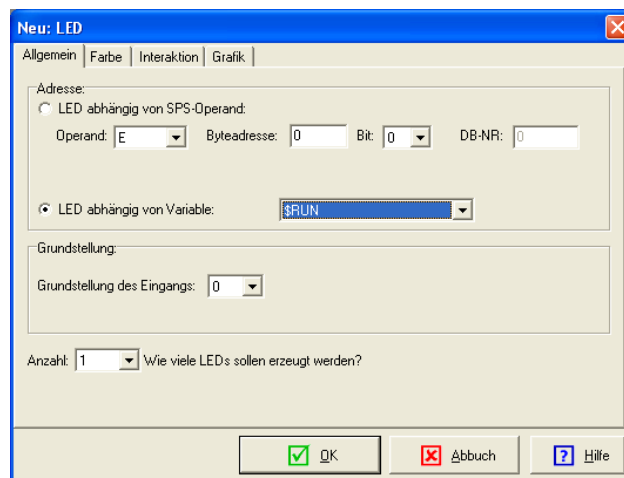 Neu: LED
Allgemein Farbe Interaktion Grafik
Adresse:
LED abhängig von SPS-Operand:
Operand: E Byteadresse: 0 Bit: 0 DB-NR: 0
LED abhängig von Variable: $RUN
Grundstellung:
Grundstellung des Eingangs: 0
Anzahl: 1 Wie viele LEDs sollen erzeugt werden?
OK Abbuch Hilfe